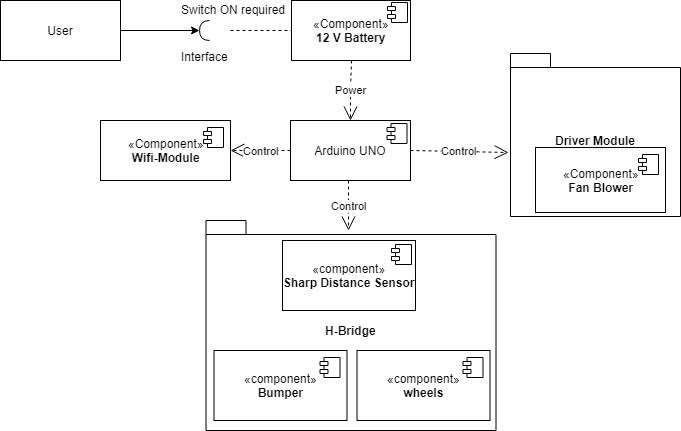 Switch ON required
User
«Component»
12 V Battery
Interface
Power
«Component»
Wifi-Module
Control
Arduino UNO
Control
Driver Module
«Component»
Fan Blower
Control
«component»
Sharp Distance Sensor
H-Bridge
«component»
Bumper
«component»
wheels